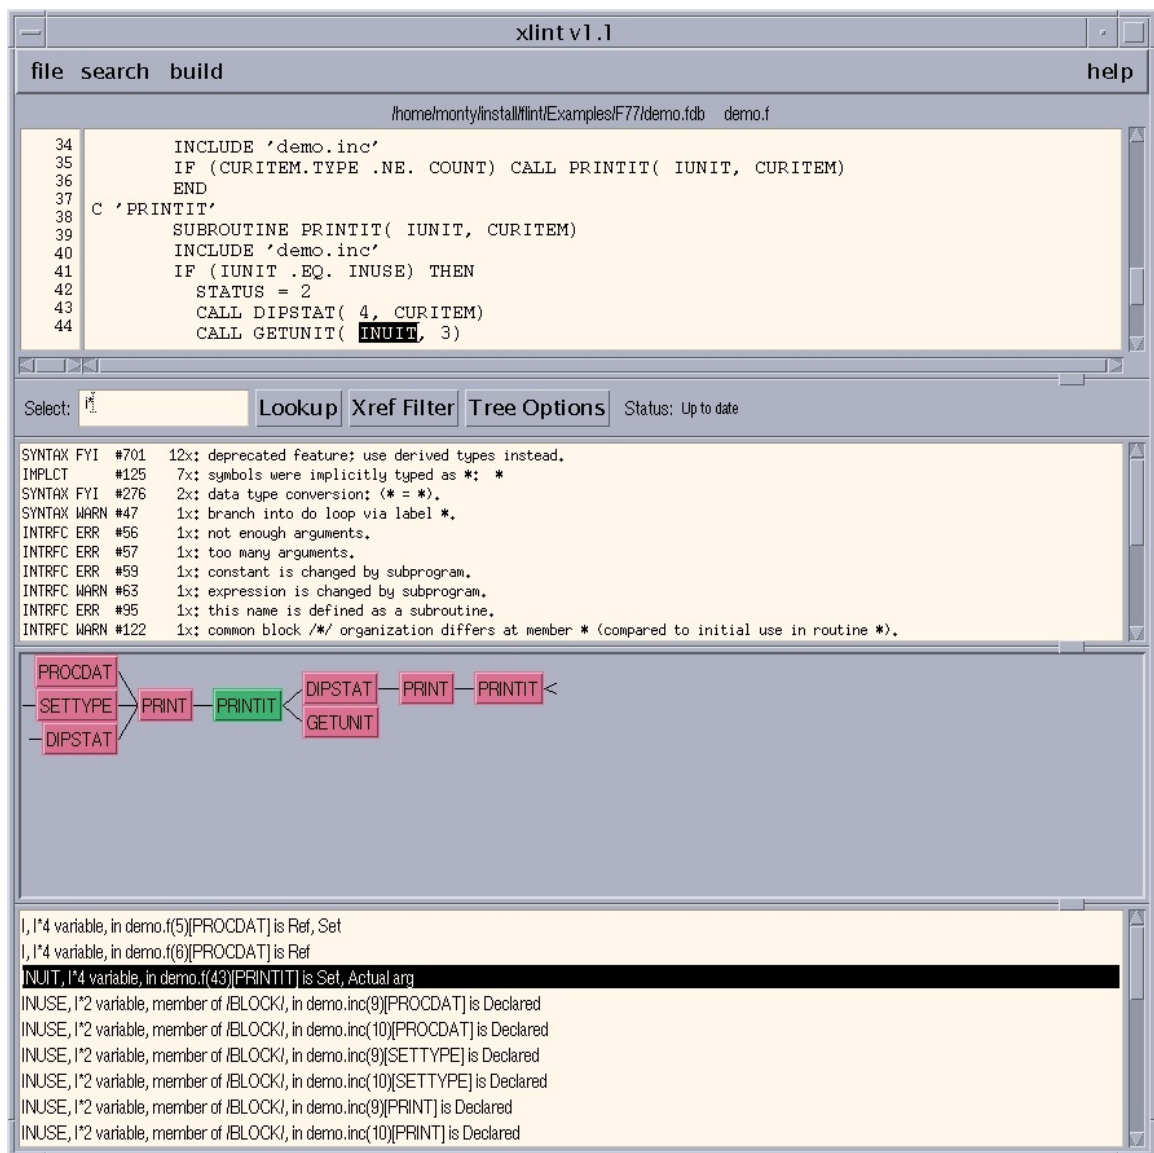 xlint v1.1
file search build help
/home/monty/install/flint/Examples/F77/demo.fdb demo.f
34 INCLUDE 'demo.inc'
35 IF (CURITEM.TYPE .NE. COUNT) CALL PRINTIT( IUNIT, CURITEM)
36 END
37 C 'PRINTIT'
38 SUBROUTINE PRINTIT( IUNIT, CURITEM)
39 INCLUDE 'demo.inc'
40 IF (IUNIT .EQ. INUSE) THEN
41 STATUS = 2
42 CALL DIPSTAT( 4, CURITEM)
43 CALL GETUNIT( INUIT, 3)
44
Select: i* Lookup Xref Filter Tree Options Status: Up to date
SYNTAX FYI #701 12x: deprecated feature; use derived types instead.
IMPLCT #125 7x: symbols were implicitly typed as *: *
SYNTAX FYI #276 2x: data type conversion: (* = *).
SYNTAX WARN #47 1x: branch into do loop via label *.
INTRFC ERR #56 1x: not enough arguments.
INTRFC ERR #57 1x: too many arguments.
INTRFC ERR #59 1x: constant is changed by subprogram.
INTRFC WARN #63 1x: expression is changed by subprogram.
INTRFC ERR #95 1x: this name is defined as a subroutine.
INTRFC WARN #122 1x: common block /*/ organization differs at member * (compared to initial use in routine *).
PROCDAT
SETTYPE PRINT PRINTIT DIPSTAT PRINT PRINTIT
DIPSTAT GETUNIT
I, I*4 variable, in demo.f(5)[PROCDAT] is Ref, Set
I, I*4 variable, in demo.f(6)[PROCDAT] is Ref
INUIT, I*4 variable, in demo.f(43)[PRINTIT] is Set, Actual arg
INUSE, I*2 variable, member of /BLOCK/, in demo.inc(9)[PROCDAT] is Declared
INUSE, I*2 variable, member of /BLOCK/, in demo.inc(10)[PROCDAT] is Declared
INUSE, I*2 variable, member of /BLOCK/, in demo.inc(9)[SETTYPE] is Declared
INUSE, I*2 variable, member of /BLOCK/, in demo.inc(10)[SETTYPE] is Declared
INUSE, I*2 variable, member of /BLOCK/, in demo.inc(9)[PRINT] is Declared
INUSE, I*2 variable, member of /BLOCK/, in demo.inc(10)[PRINT] is Declared